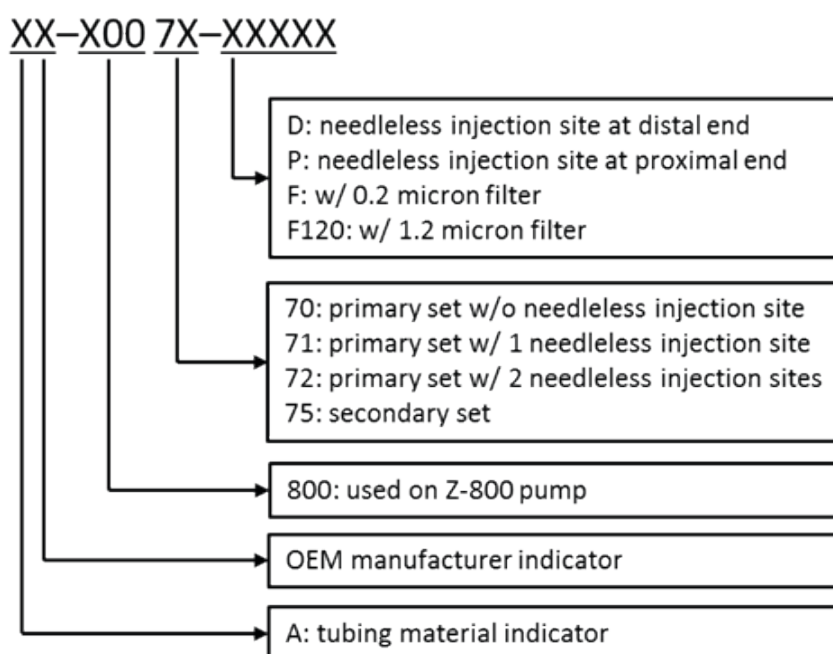 XX–X00 7X–XXXXX
D: needleless injection site at distal end
P: needleless injection site at proximal end
F: w/ 0.2 micron filter
F120: w/ 1.2 micron filter
70: primary set w/o needleless injection site
71: primary set w/ 1 needleless injection site
72: primary set w/ 2 needleless injection sites
75: secondary set
800: used on Z-800 pump
OEM manufacturer indicator
A: tubing material indicator